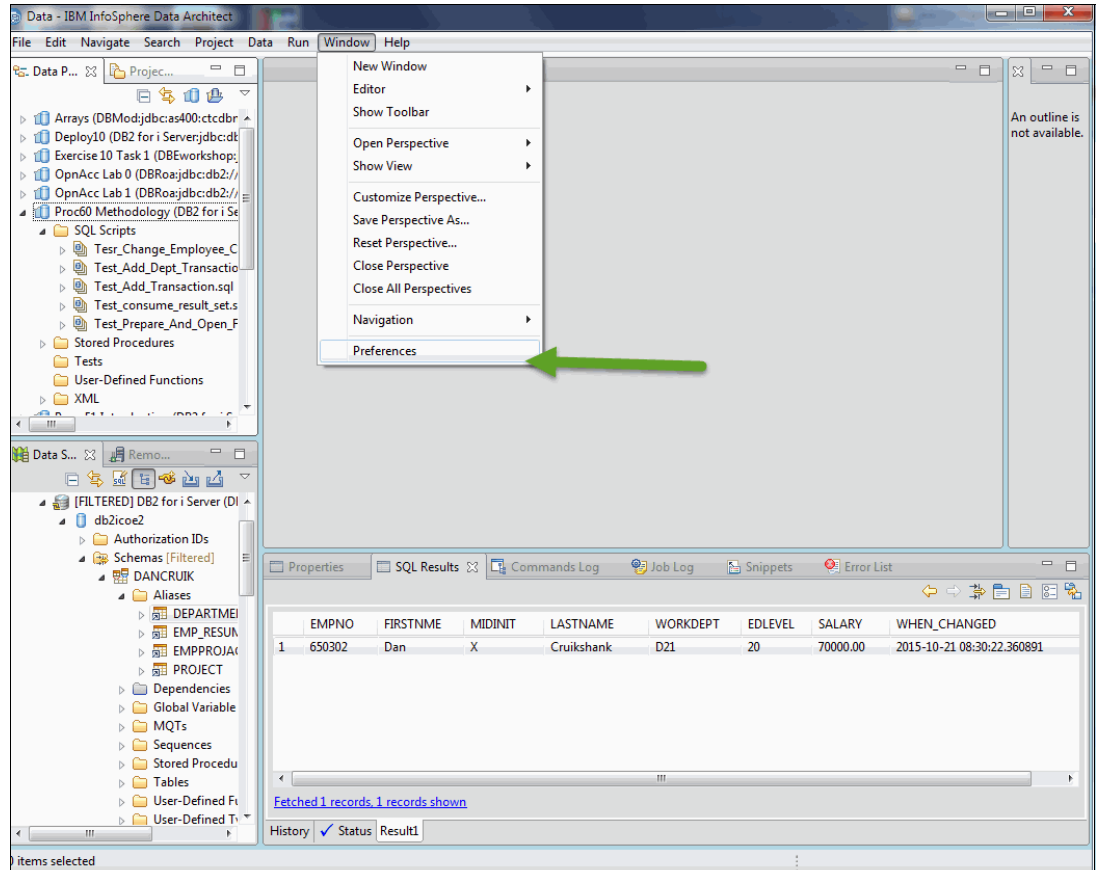 Data - IBM InfoSphere Data Architect
File Edit Navigate Search Project Data Run Window Help
Data P... Projec...
Arrays (DBMod:jdbc:as400:ctcdbr
Deploy10 (DB2 for i Server:jdbc:db
Exercise 10 Task 1 (DBEworkshop:j
OpnAcc Lab 0 (DBRoa:jdbc:db2://
OpnAcc Lab 1 (DBRoa:jdbc:db2://
Proc60 Methodology (DB2 for i Se
SQL Scripts
Tesr_Change_Employee_C
Test_Add_Dept_Transactio
Test_Add_Transaction.sql
Test_consume_result_set.s
Test_Prepare_And_Open_F
Stored Procedures
Tests
User-Defined Functions
XML
New Window
Editor
Show Toolbar
Open Perspective
Show View
Customize Perspective...
Save Perspective As...
Reset Perspective...
Close Perspective
Close All Perspectives
Navigation
Preferences
An outline is
not available.
Data S... Remo...
[FILTERED] DB2 for i Server (DI
db2icoe2
Authorization IDs
Schemas [Filtered]
DANCRUIK
Aliases
DEPARTMEI
EMP_RESUM
EMPPROJA(
PROJECT
Dependencies
Global Variable
MQTs
Sequences
Stored Procedu
Tables
User-Defined Fu
User-Defined Ty
Properties SQL Results Commands Log Job Log Snippets Error List
EMPNO FIRSTNME MIDINIT LASTNAME WORKDEPT EDLEVEL SALARY WHEN_CHANGED
1 650302 Dan X Cruikshank D21 20 70000.00 2015-10-21 08:30:22.360891
Fetched 1 records, 1 records shown
History Status Result1
items selected